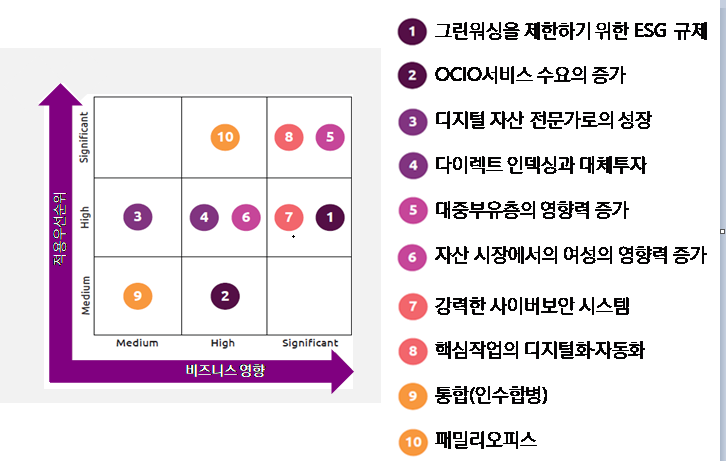 적용우선순위
Significant
High
Medium
10
8
5
3
4
6
7
1
9
2
Medium
High
Significant
비즈니스 영향
1 그린워싱을 제한하기 위한 ESG 규제
2 OCIO서비스 수요의 증가
3 디지털 자산 전문가로의 성장
4 다이렉트 인덱싱과 대체투자
5 대중부유층의 영향력 증가
6 자산 시장에서의 여성의 영향력 증가
7 강력한 사이버보안 시스템
8 핵심작업의 디지털화·자동화
9 통합(인수합병)
10 패밀리오피스